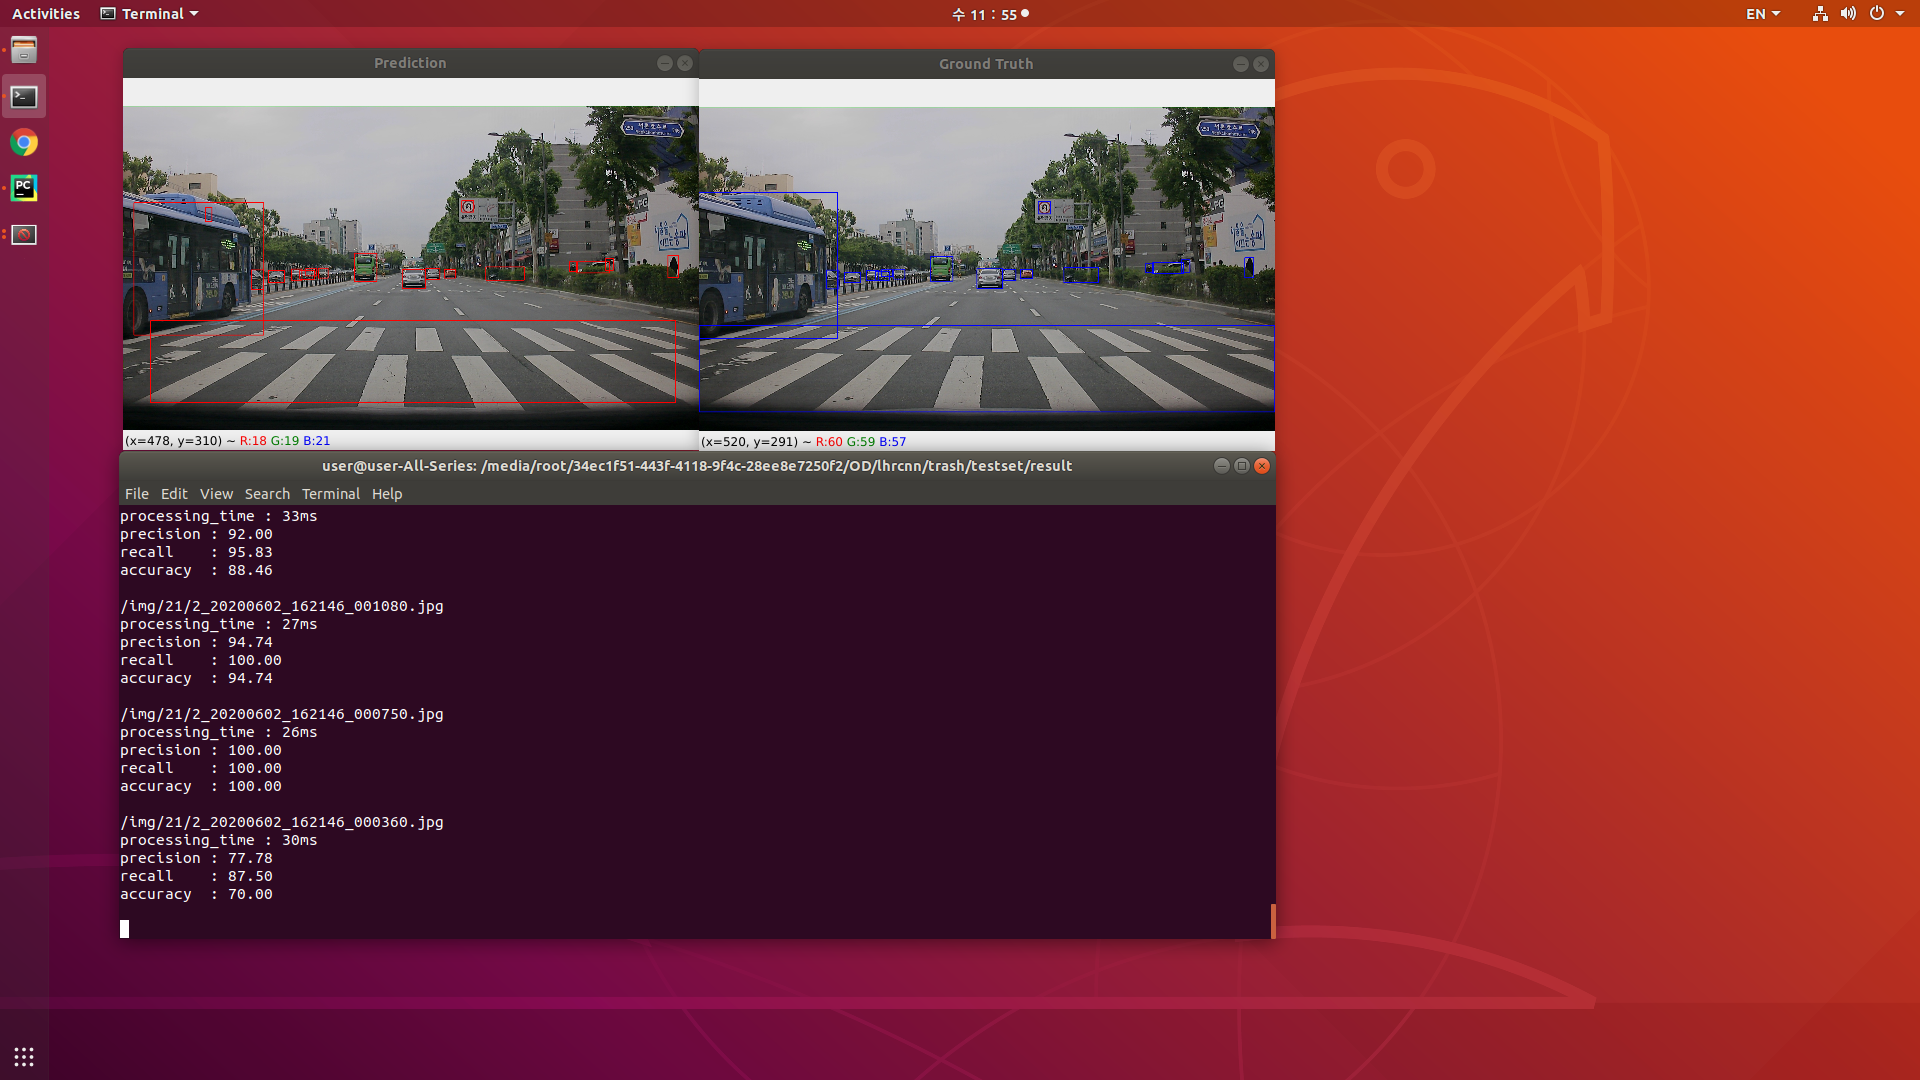 Activities
Terminal
수 11 : 55
EN
Prediction
Ground Truth
(x=478, y=310) ~ R:18 G:19 B:21
(x=520, y=291) ~ R:60 G:59 B:57
PC
user@user-All-Series: /media/root/34ec1f51-443f-4118-9f4c-28ee8e7250f2/OD/lhrcnn/trash/testset/result
File Edit View Search Terminal Help
processing_time : 33ms
precision : 92.00
recall    : 95.83
accuracy  : 88.46
/img/21/2_20200602_162146_001080.jpg
processing_time : 27ms
precision : 94.74
recall    : 100.00
accuracy  : 94.74
/img/21/2_20200602_162146_000750.jpg
processing_time : 26ms
precision : 100.00
recall    : 100.00
accuracy  : 100.00
/img/21/2_20200602_162146_000360.jpg
processing_time : 30ms
precision : 77.78
recall    : 87.50
accuracy  : 70.00